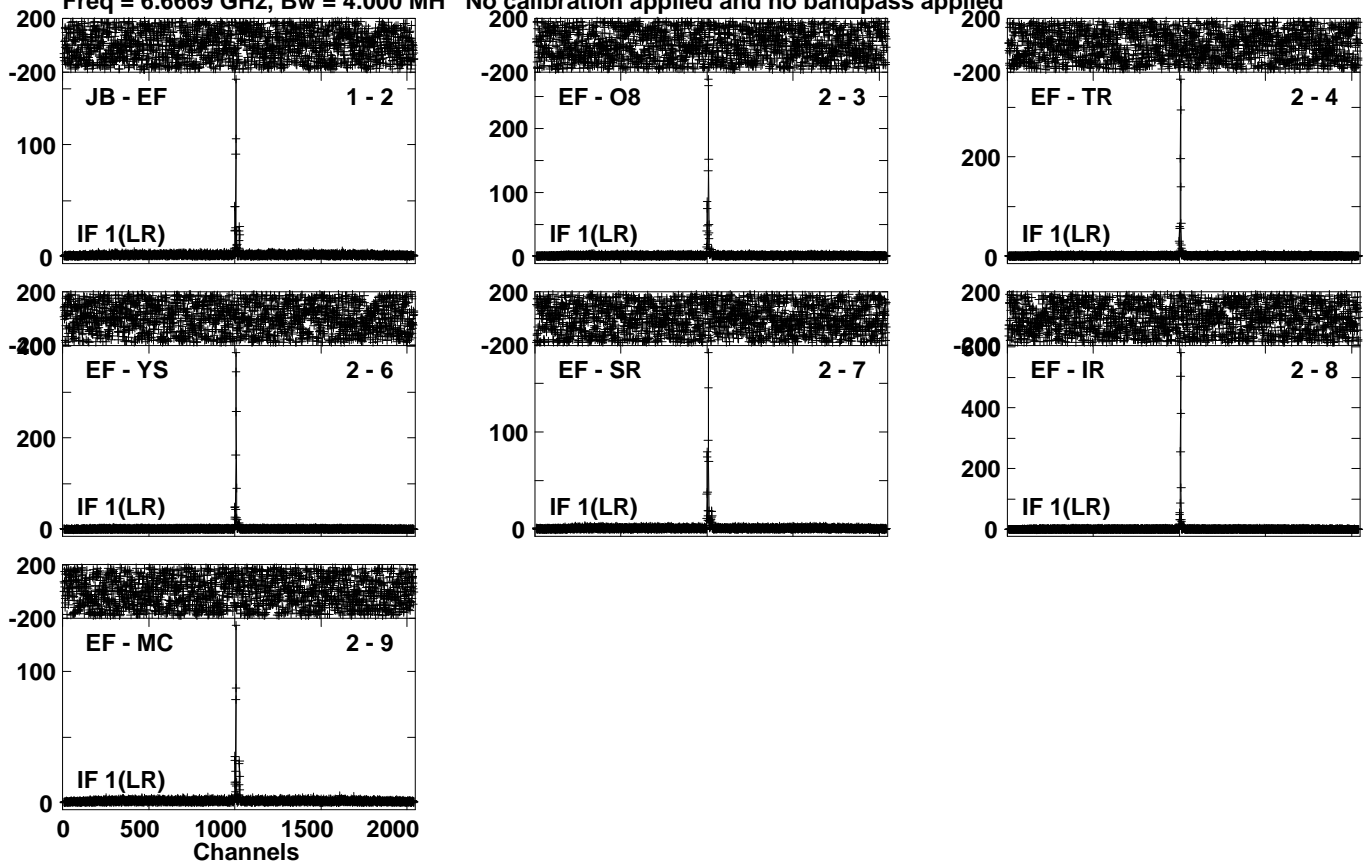 Freq = 6.6669 GHz, Bw = 4.000 MH No calibration applied and no bandpass applied
200 200 200
-200 -200 -200
JB - EF 1 - 2 EF - O8 2 - 3 EF - TR 2 - 4
200
200
100
100
IF 1(LR) IF 1(LR) IF 1(LR)
0 0 0
200 200 200
-200 -200 -200
400 600
EF - YS 2 - 6 EF - SR 2 - 7 EF - IR 2 - 8
400
100
200
200
IF 1(LR) IF 1(LR) IF 1(LR)
0 0 0
200
-200
EF - MC 2 - 9
100
IF 1(LR)
0
0 500 1000 1500 2000
Channels